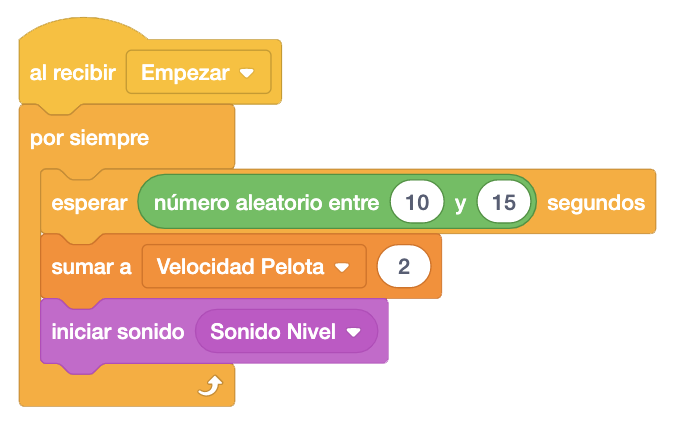 al recibir Empezar
por siempre
esperar número aleatorio entre 10 y 15 segundos
sumar a Velocidad Pelota 2
iniciar sonido Sonido Nivel